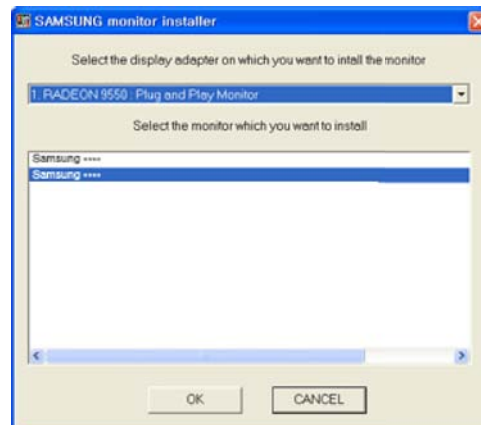 SAMSUNG monitor installer
Select the display adapter on which you want to intall the monitor
1. RADEON 9550 : Plug and Play Monitor
Select the monitor which you want to install
Samsung ••••
Samsung ••••
OK
CANCEL